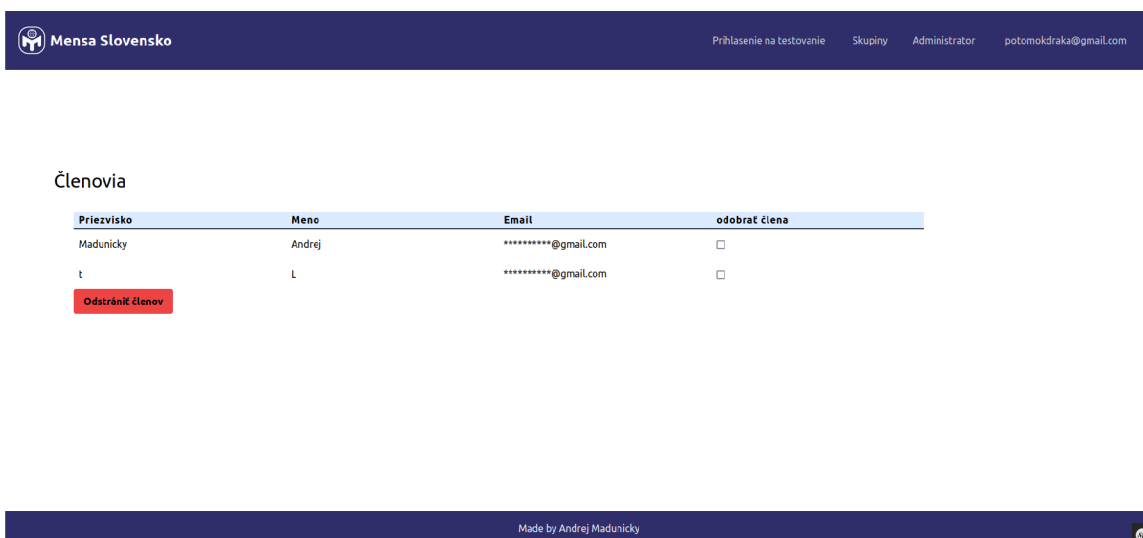 Mensa Slovensko Prihlasenie na testovanie Skupiny Administrator potomokdraka@gmail.com
Členovia
Priezvisko Meno Email odobrať člena
Madunicky Andrej **********@gmail.com
t L **********@gmail.com
Odstrániť členov
Made by Andrej Madunicky